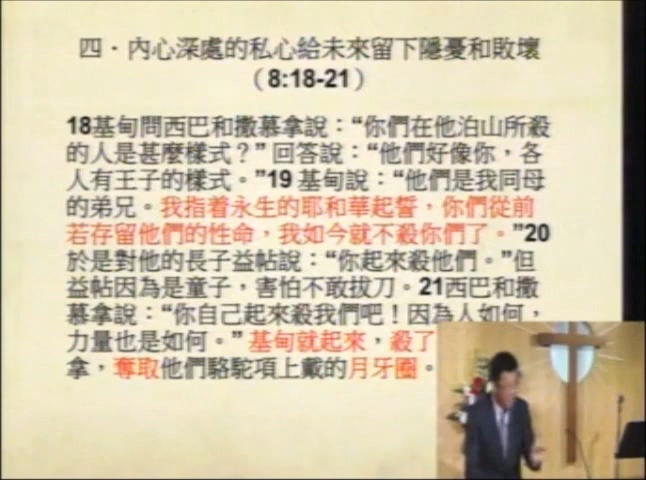 四．內心深處的私心給未來留下隱憂和敗壞
（8:18-21）
18基甸問西巴和撒慕拿說：“你們在他泊山所殺
的人是甚麼樣式？”回答說：“他們好像你，各
人有王子的樣式。”19 基甸說：“他們是我同母
的弟兄。我指着永生的耶和華起誓，你們從前
若存留他們的性命，我如今就不殺你們了。”20
於是對他的長子益帖說：“你起來殺他們。”但
益帖因為是童子，害怕不敢拔刀。21西巴和撒
慕拿說：“你自己起來殺我們吧！因為人如何，
力量也是如何。”基甸就起來，殺了
拿，奪取他們駱駝項上戴的月牙圈。